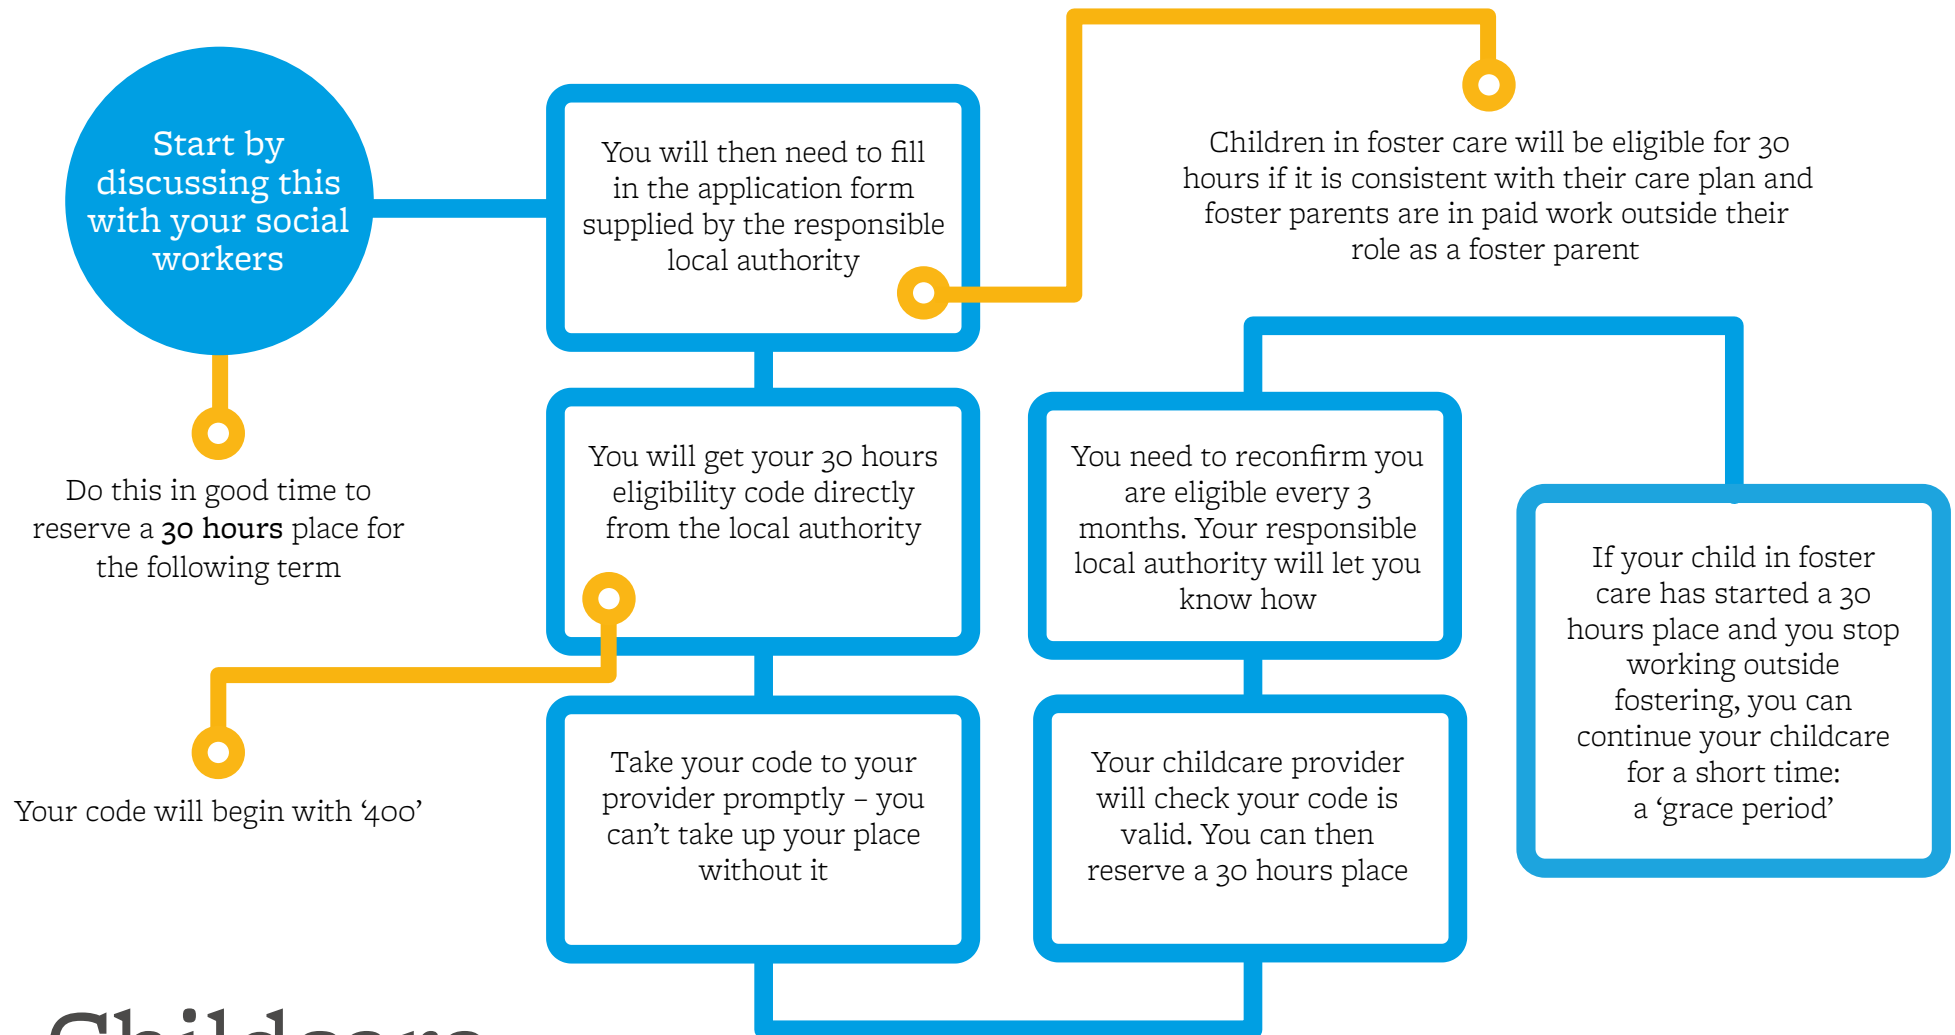 Start by
discussing this
with your social
workers
Do this in good time to
reserve a 30 hours place for
the following term
You will then need to fill
in the application form
supplied by the responsible
local authority
Children in foster care will be eligible for 30
hours if it is consistent with their care plan and
foster parents are in paid work outside their
role as a foster parent
You will get your 30 hours
eligibility code directly
from the local authority
Your code will begin with ‘400’
Take your code to your
provider promptly – you
can’t take up your place
without it
Your childcare provider
will check your code is
valid. You can then
reserve a 30 hours place
You need to reconfirm you
are eligible every 3
months. Your responsible
local authority will let you
know how
If your child in foster
care has started a 30
hours place and you stop
working outside
fostering, you can
continue your childcare
for a short time:
a ‘grace period’
Childcare